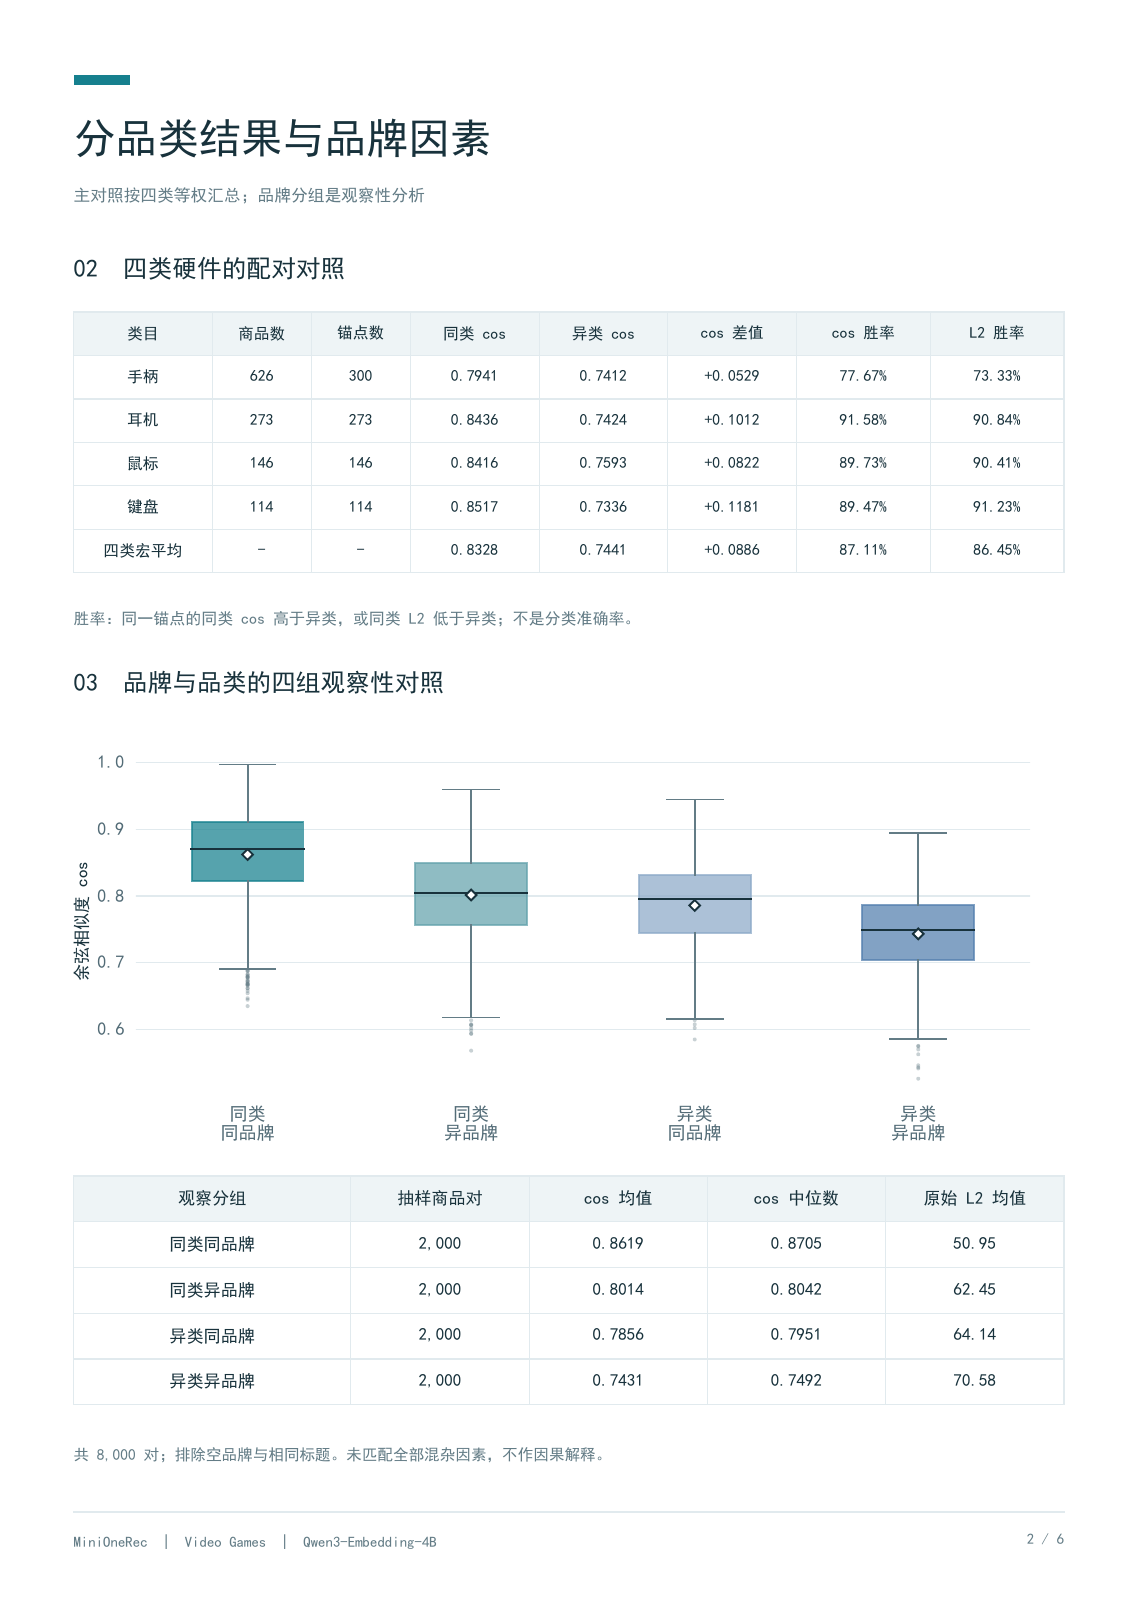 分品类结果与品牌因素
主对照按四类等权汇总；品牌分组是观察性分析
02 四类硬件的配对对照
类目 商品数 锚点数 同类 cos 异类 cos cos 差值 cos 胜率 L2 胜率
手柄 626 300 0.7941 0.7412 +0.0529 77.67% 73.33%
耳机 273 273 0.8436 0.7424 +0.1012 91.58% 90.84%
鼠标 146 146 0.8416 0.7593 +0.0822 89.73% 90.41%
键盘 114 114 0.8517 0.7336 +0.1181 89.47% 91.23%
四类宏平均 - - 0.8328 0.7441 +0.0886 87.11% 86.45%
胜率：同一锚点的同类 cos 高于异类，或同类 L2 低于异类；不是分类准确率。
03 品牌与品类的四组观察性对照
余弦相似度 cos
1.0
0.9
0.8
0.7
0.6
同类 同类 异类 异类
同品牌 异品牌 同品牌 异品牌
观察分组 抽样商品对 cos 均值 cos 中位数 原始 L2 均值
同类同品牌 2,000 0.8619 0.8705 50.95
同类异品牌 2,000 0.8014 0.8042 62.45
异类同品牌 2,000 0.7856 0.7951 64.14
异类异品牌 2,000 0.7431 0.7492 70.58
共 8,000 对；排除空品牌与相同标题。未匹配全部混杂因素，不作因果解释。
MiniOneRec | Video Games | Qwen3-Embedding-4B
2 / 6